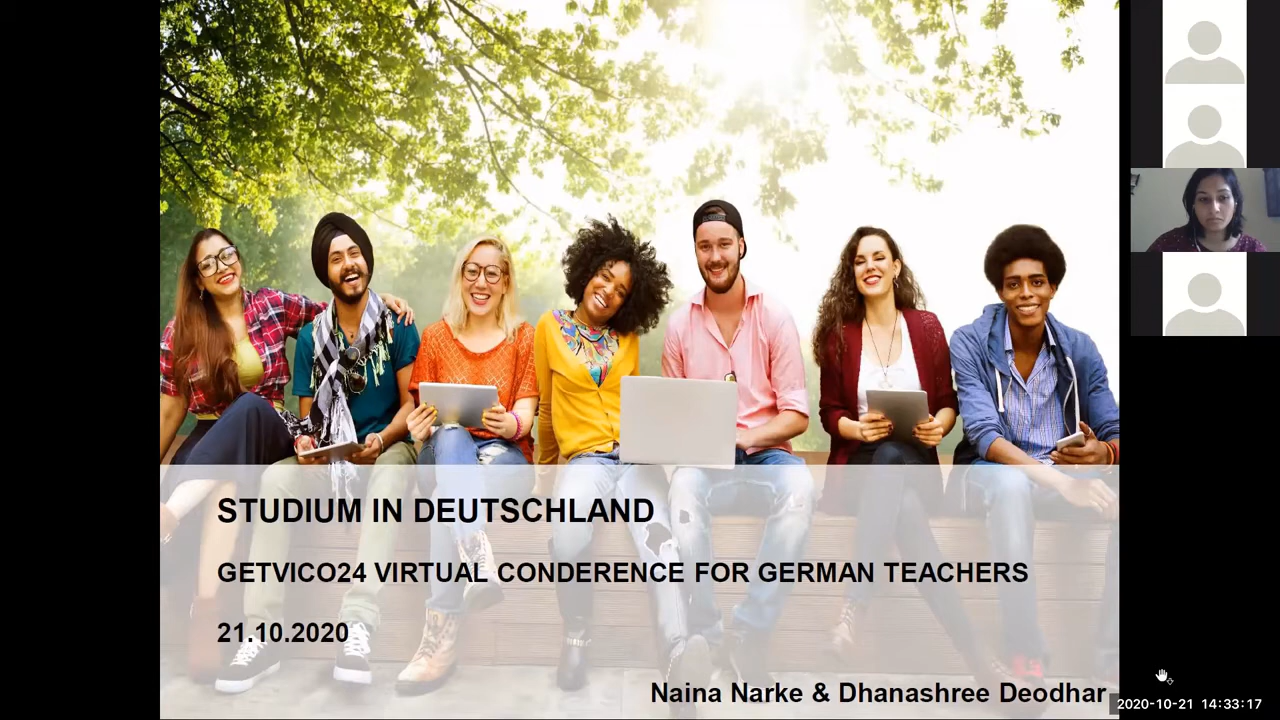 STUDIUM IN DEUTSCHLAND
GETVICO24 VIRTUAL CONDERENCE FOR GERMAN TEACHERS
21.10.2020
Naina Narke & Dhanashree Deodhar
2020-10-21 14:33:17